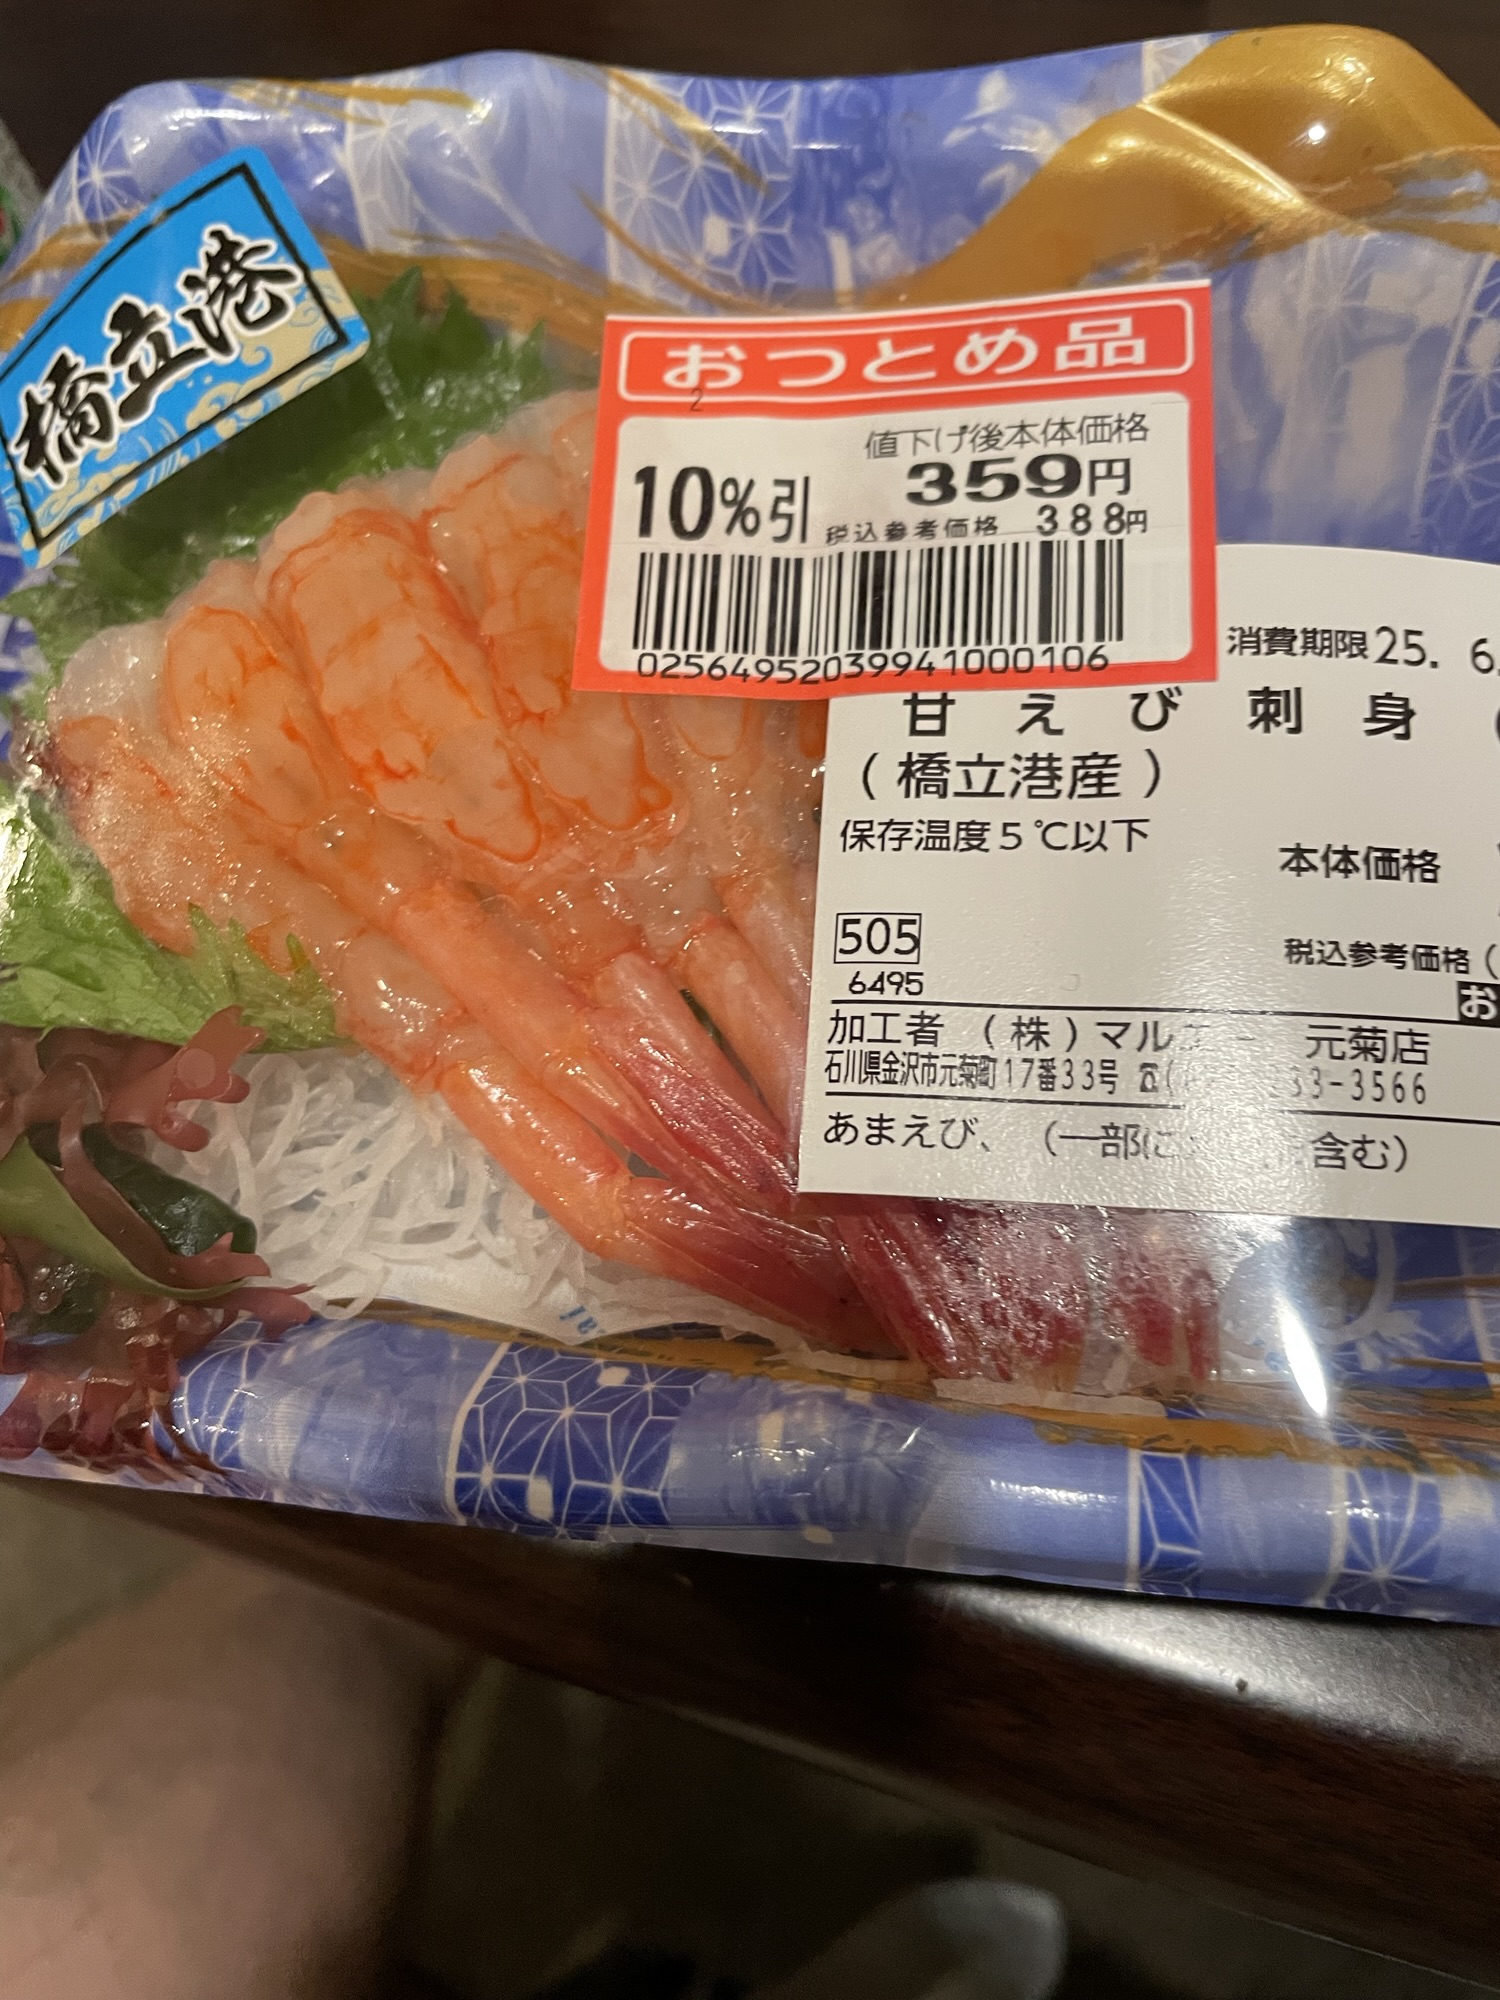 橋立港
おつとめ品
2
値下げ後本体価格
10%引 359円
税込参考価格 388円
02564952039941000106
消費期限25. 6.
甘えび刺身
(橋立港産)
保存温度5℃以下
本体価格
505
税込参考価格(
6495
お
加工者 (株)マル 元菊店
石川県金沢市元菊町17番33号 ☎( 33-3566
あまえび、(一部に 含む)